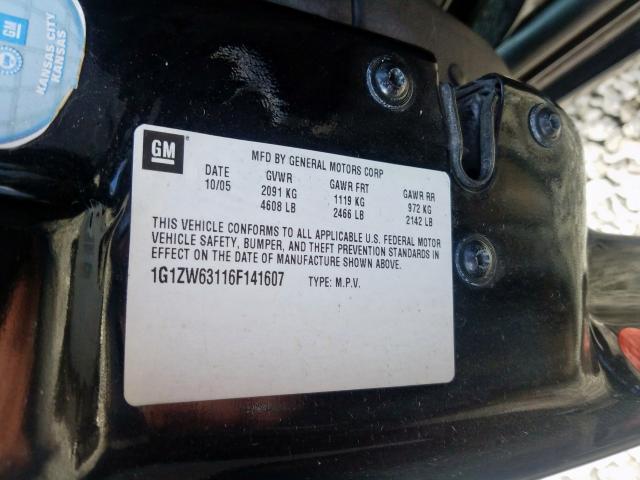 GM
KANSAS CITY
KANSAS
GM
MFD BY GENERAL MOTORS CORP
DATE GVWR GAWR FRT GAWR RR
10/05 2091 KG 1119 KG 972 KG
4608 LB 2466 LB 2142 LB
THIS VEHICLE CONFORMS TO ALL APPLICABLE U.S. FEDERAL MOTOR
VEHICLE SAFETY, BUMPER, AND THEFT PREVENTION STANDARDS IN
EFFECT ON THE DATE OF MANUFACTURE SHOWN ABOVE.
1G1ZW63116F141607 TYPE: M.P.V.